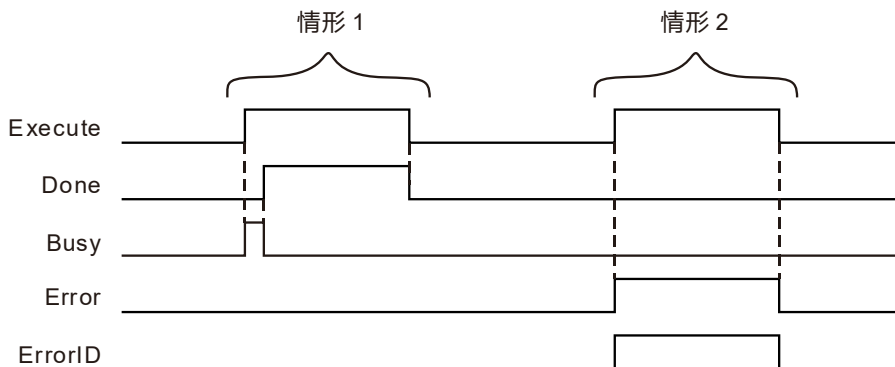 情形 1
情形 2
Execute
Done
Busy
Error
ErrorID